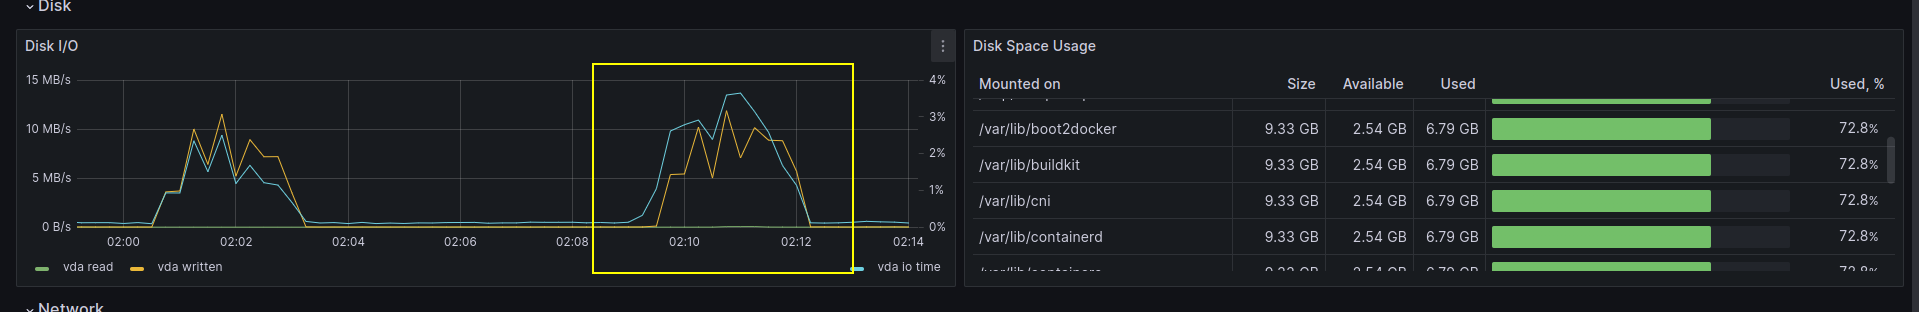 Disk
Disk I/O
15 MB/s
10 MB/s
5 MB/s
0 B/s
4%
3%
2%
1%
0%
02:00 02:02 02:04 02:06 02:08 02:10 02:12 02:14
vda read vda written vda io time
Disk Space Usage
Mounted on Size Available Used Used, %
/var/lib/boot2docker 9.33 GB 2.54 GB 6.79 GB 72.8%
/var/lib/buildkit 9.33 GB 2.54 GB 6.79 GB 72.8%
/var/lib/cni 9.33 GB 2.54 GB 6.79 GB 72.8%
/var/lib/containerd 9.33 GB 2.54 GB 6.79 GB 72.8%
Network